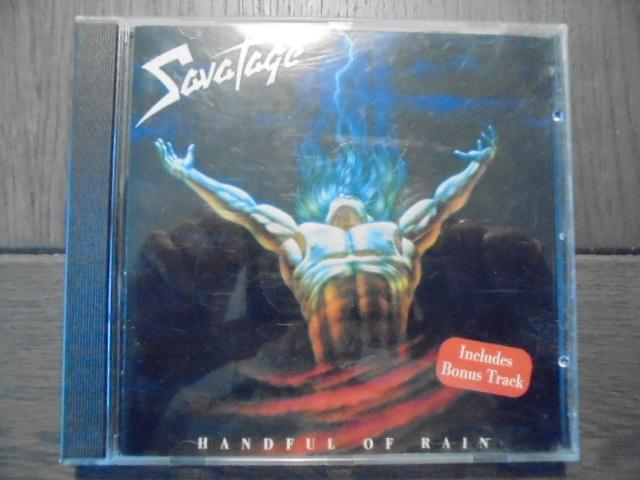 Savatage
Includes
Bonus Track
HANDFUL OF RAIN